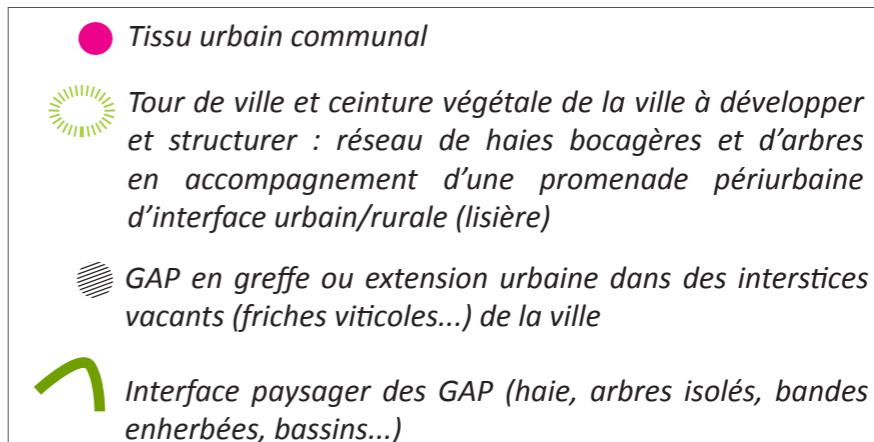 Tissu urbain communal
Tour de ville et ceinture végétale de la ville à développer
et structurer : réseau de haies bocagères et d'arbres
en accompagnement d'une promenade périurbaine
d'interface urbain/rurale (lisière)
GAP en greffe ou extension urbaine dans des interstices
vacants (friches viticoles...) de la ville
Interface paysager des GAP (haie, arbres isolés, bandes
enherbées, bassins...)